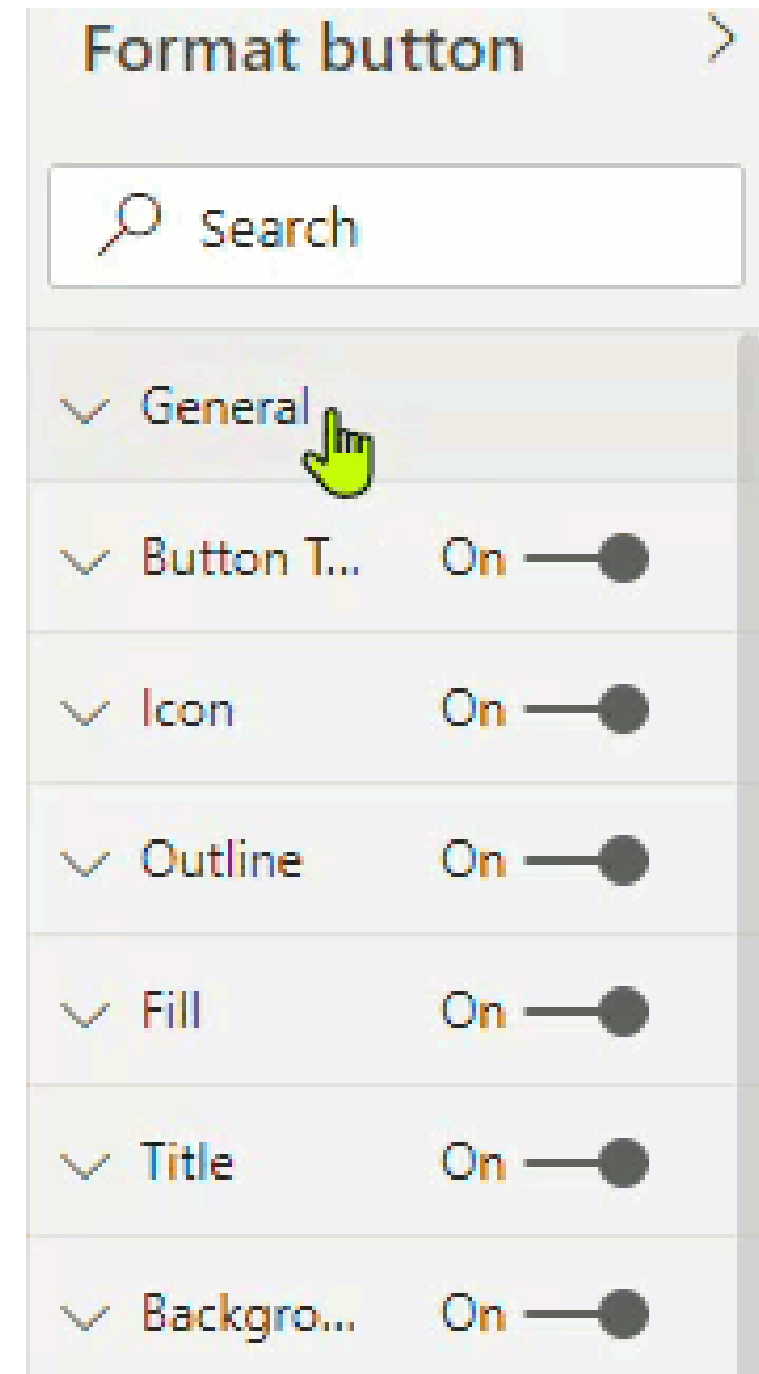 Format button
Search
General
Button T... On
Icon On
Outline On
Fill On
Title On
Backgro... On